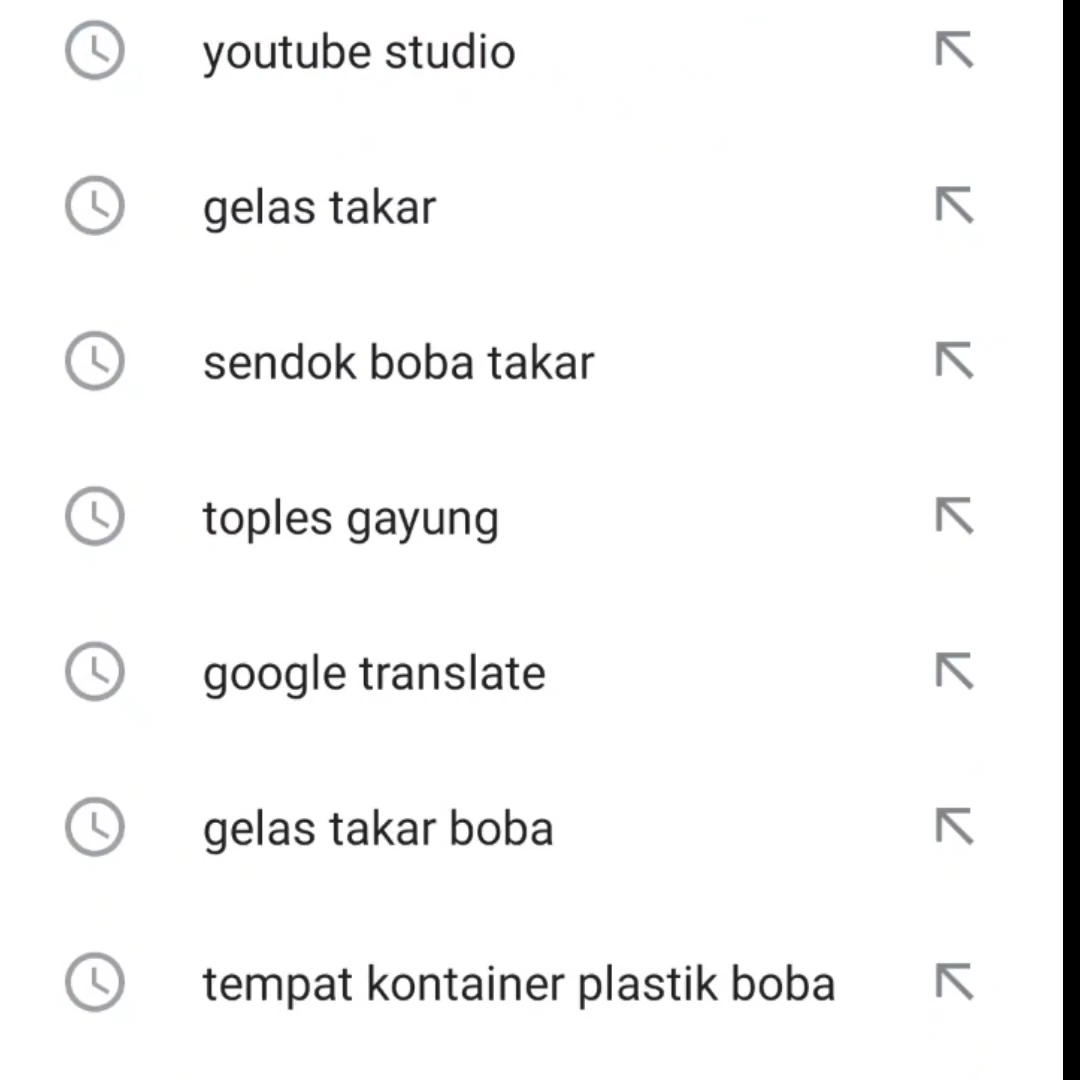 youtube studio
gelas takar
sendok boba takar
toples gayung
google translate
gelas takar boba
tempat kontainer plastik boba